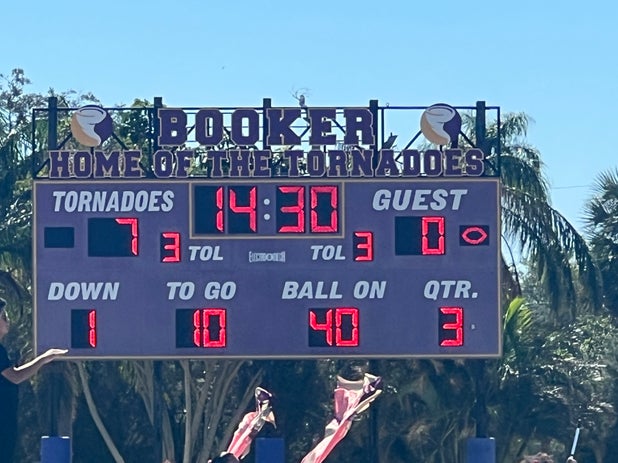 BOOKER
HOME OF THE TORNADOES
TORNADOES 14:30 GUEST
7 3 TOL TOL 3 0
DOWN TO GO BALL ON QTR.
1 10 40 3